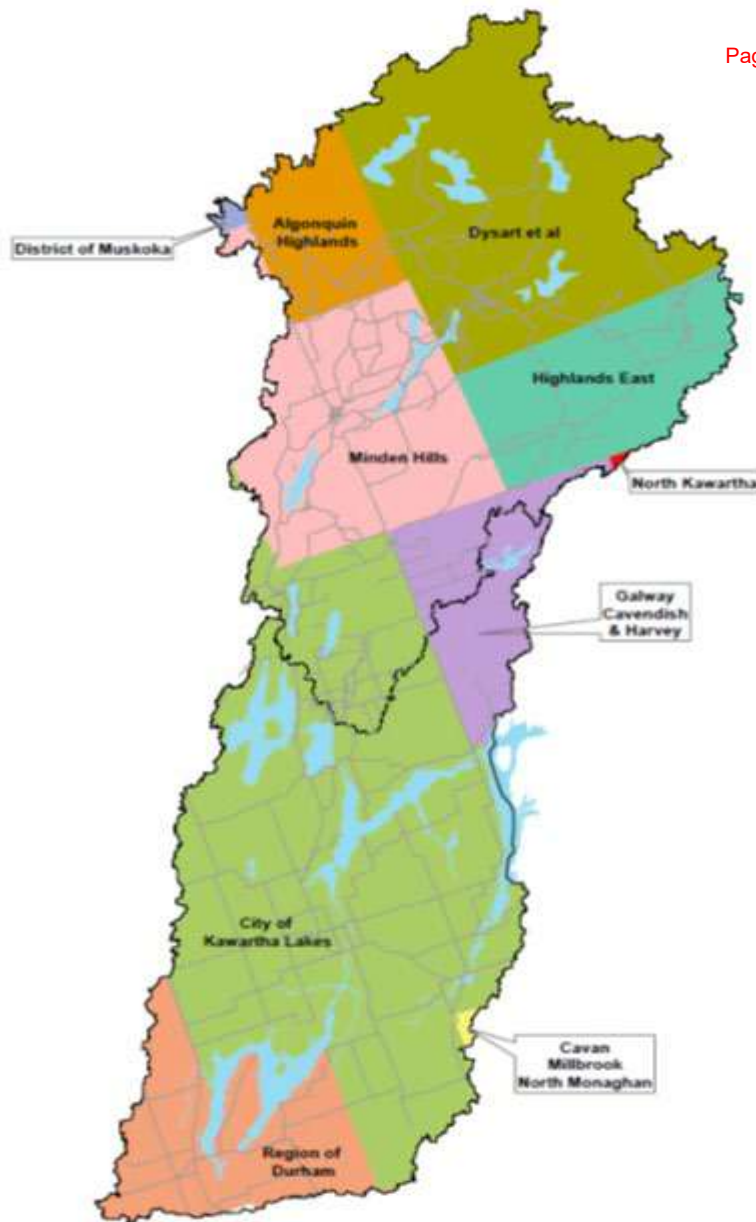 Pag
Algonquin
Highlands
Dysart et al
District of Muskoka
Highlands East
Minden Hills
North Kawartha
Galway
Cavendish
& Harvey
City of
Kawartha Lakes
Cavan
Millbrook
North Monaghan
Region of
Durham